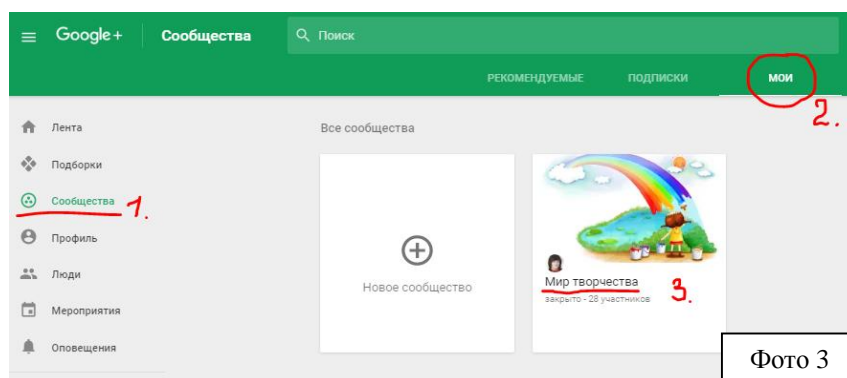 Google+ Сообщества Поиск
РЕКОМЕНДУЕМЫЕ ПОДПИСКИ МОИ
2.
Лента
Все сообщества
Подборки
Сообщества 1.
Профиль
Люди
Мероприятия
Оповещения
Новое сообщество
Мир творчества
закрыто - 28 участников
3.
Фото 3